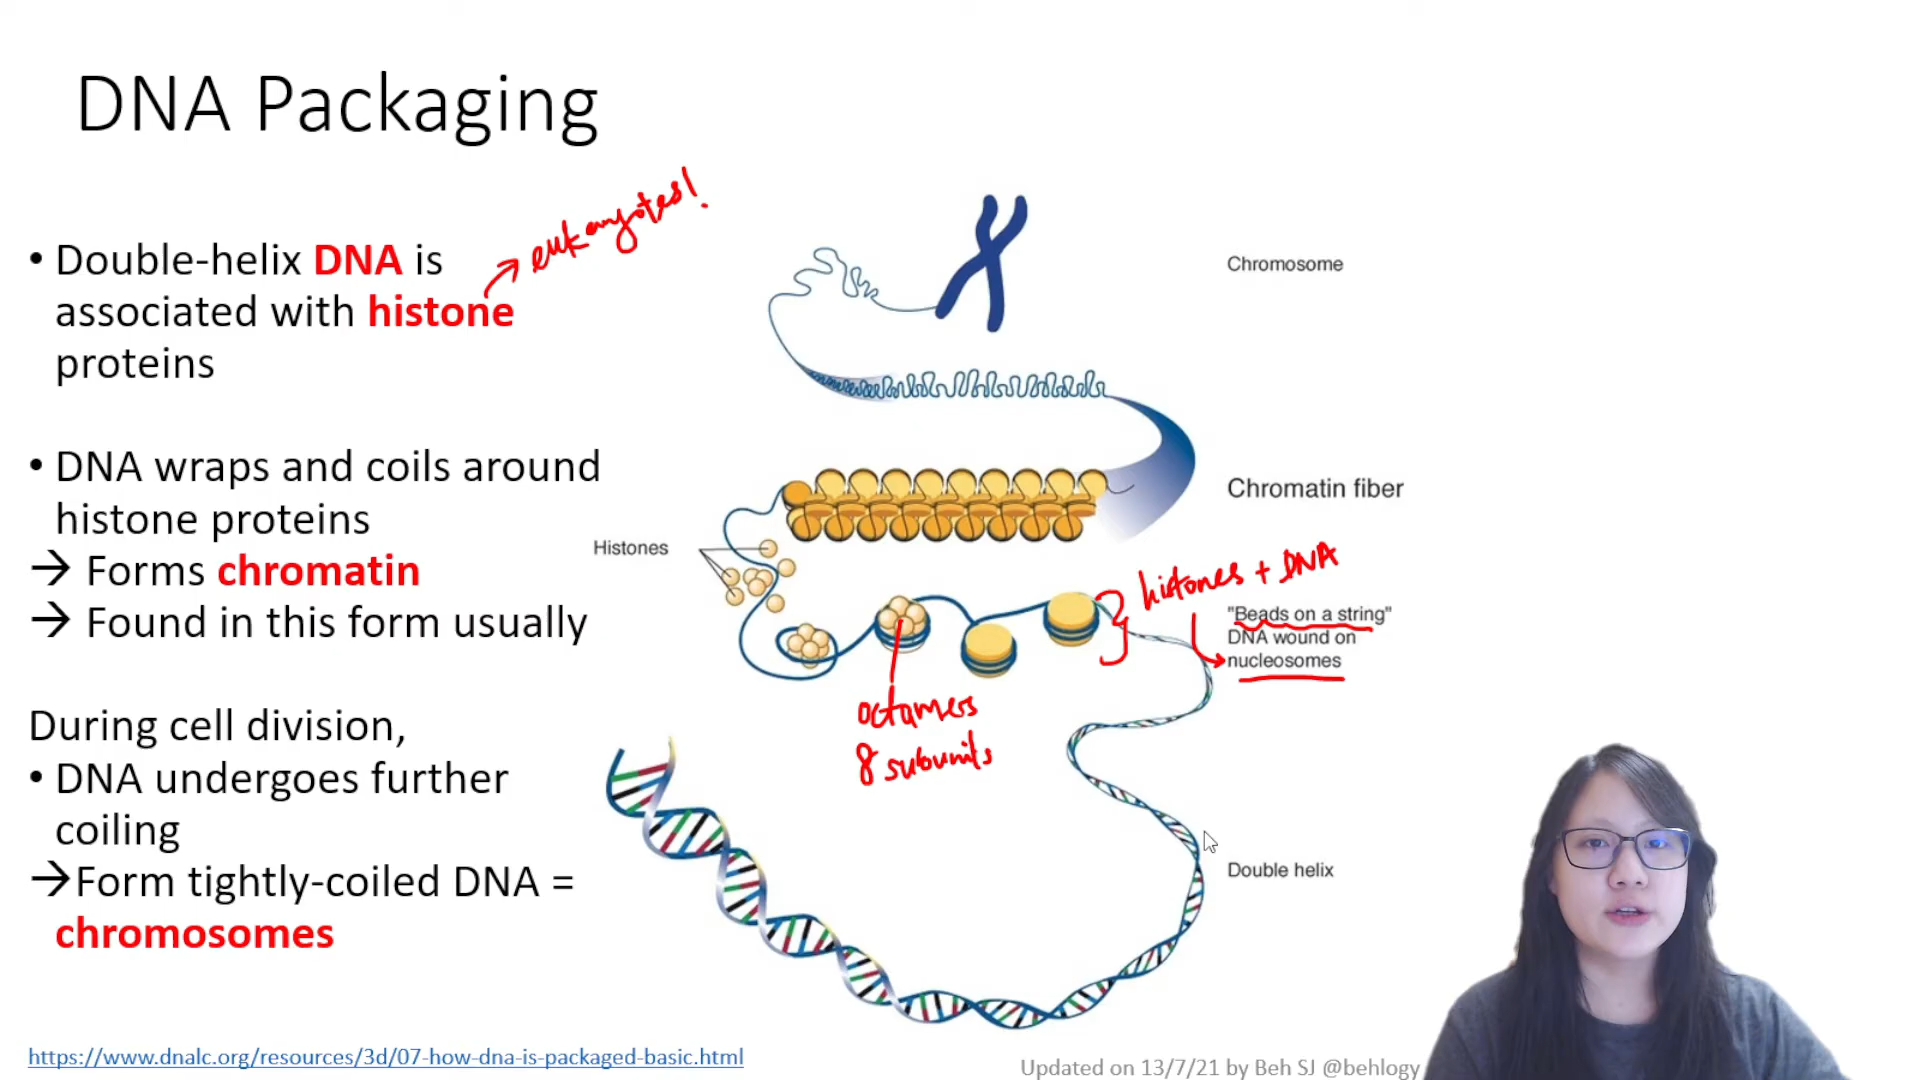 DNA Packaging
• Double-helix DNA is
associated with histone
proteins
eukaryotes!
• DNA wraps and coils around
histone proteins
→ Forms chromatin
→ Found in this form usually
During cell division,
• DNA undergoes further
coiling
→Form tightly-coiled DNA =
chromosomes
https://www.dnalc.org/resources/3d/07-how-dna-is-packaged-basic.html
Chromosome
Chromatin fiber
Histones
histones + DNA
"Beads on a string"
DNA wound on
nucleosomes
octamers
8 subunits
Double helix
Updated on 13/7/21 by Beh SJ @behlogy